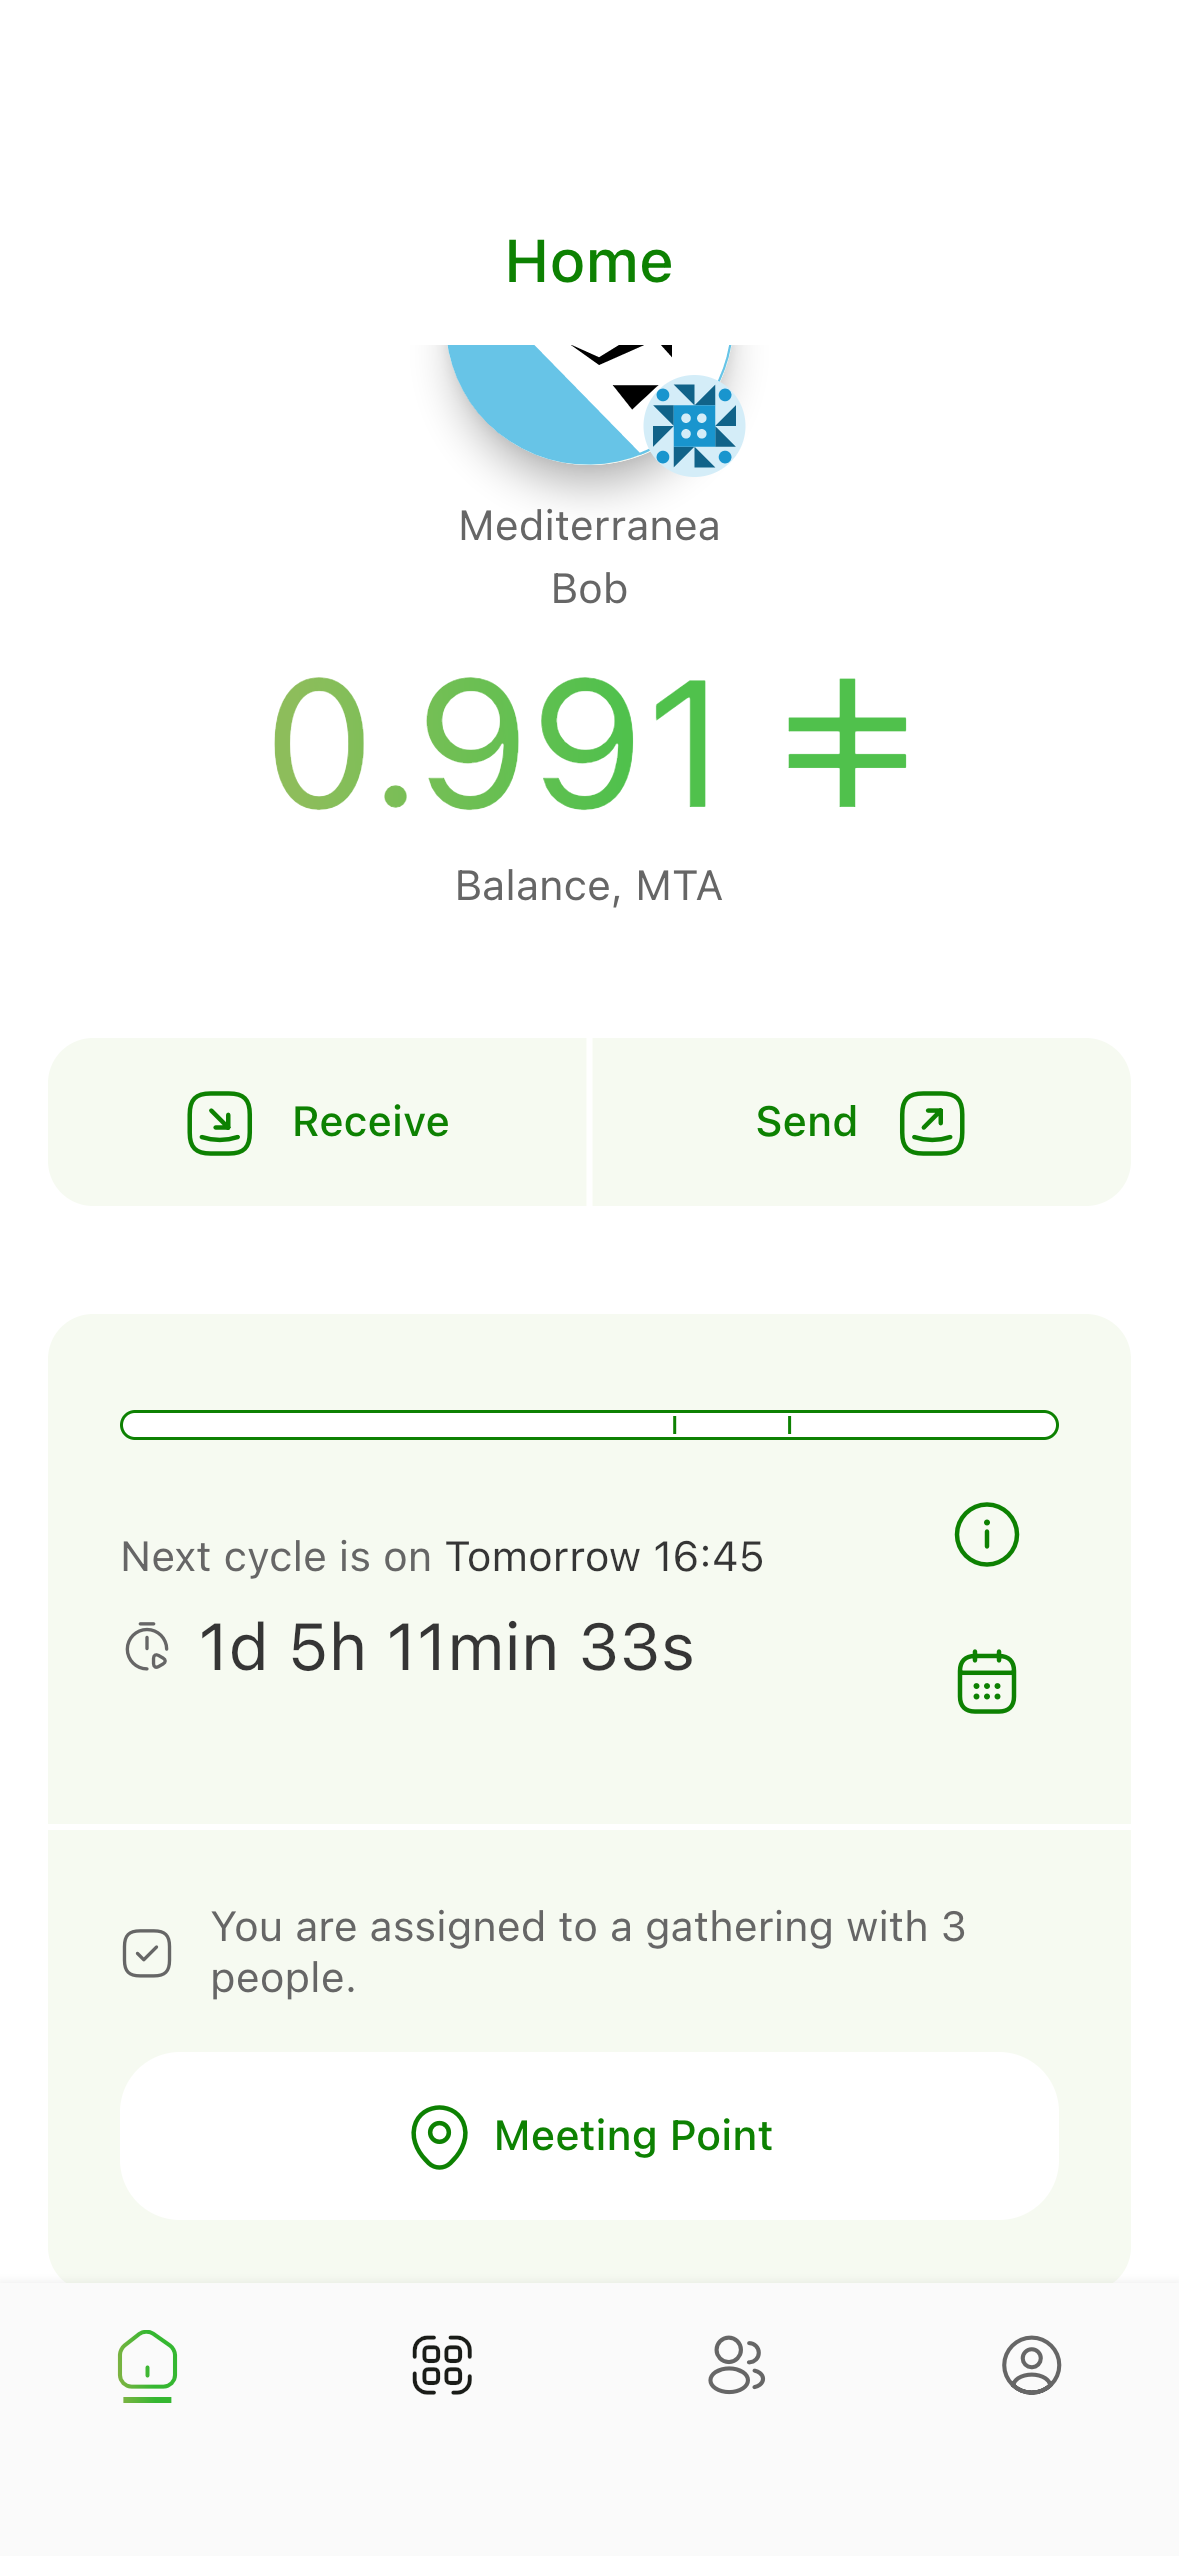 Home
Mediterranea
Bob
0.991 ⵐ
Balance, MTA
Receive
Send
Next cycle is on Tomorrow 16:45
1d 5h 11min 33s
You are assigned to a gathering with 3
people.
Meeting Point